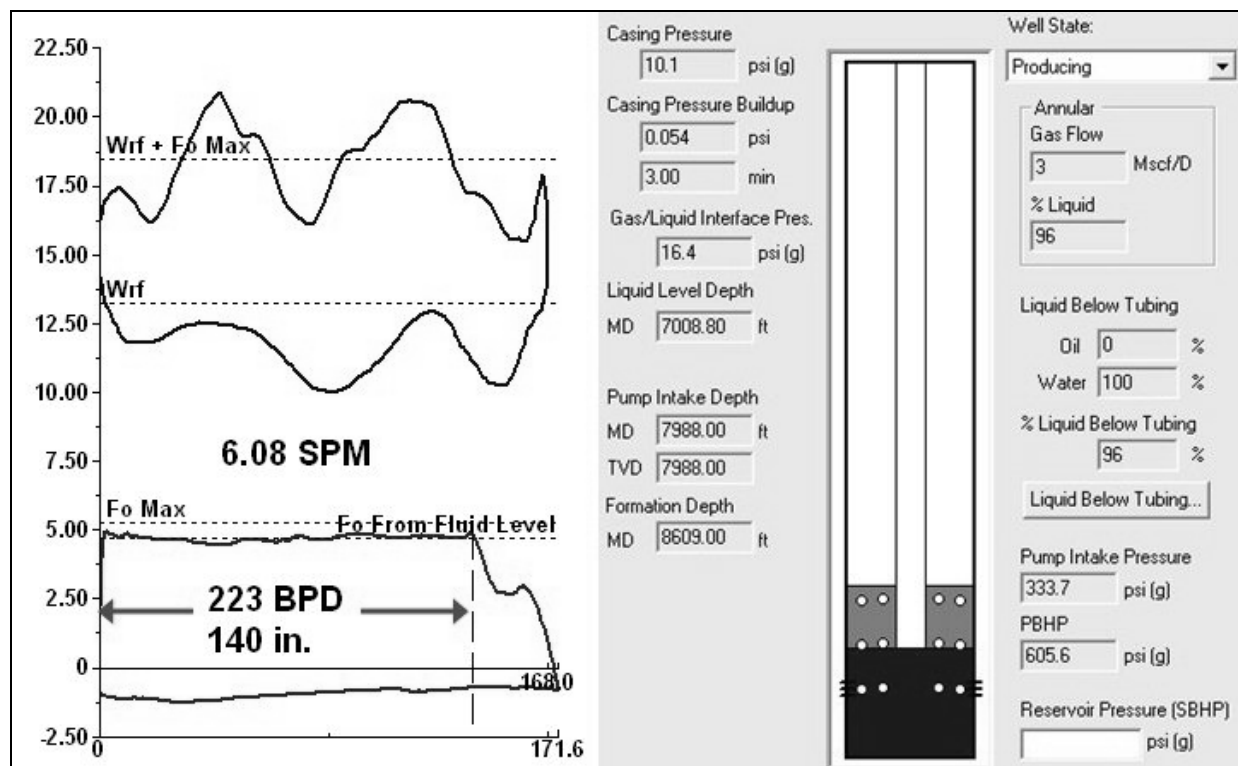 22.50
20.00
Wrf + Fo Max
17.50
15.00
Wrf
12.50
10.00
7.50
6.08 SPM
Fo Max
5.00
Fo From Fluid Level
2.50
223 BPD
140 in.
0
168.0
-2.50
0
171.6
Casing Pressure
10.1 psi (g)
Casing Pressure Buildup
0.054 psi
3.00 min
Gas/Liquid Interface Pres.
16.4 psi (g)
Liquid Level Depth
MD 7008.80 ft
Pump Intake Depth
MD 7988.00 ft
TVD 7988.00
Formation Depth
MD 8609.00 ft
Well State:
Producing
Annular
Gas Flow
3 Mscf/D
% Liquid
96
Liquid Below Tubing
Oil 0 %
Water 100 %
% Liquid Below Tubing
96 %
Liquid Below Tubing...
Pump Intake Pressure
333.7 psi (g)
PBHP
605.6 psi (g)
Reservoir Pressure (SBHP)
psi (g)